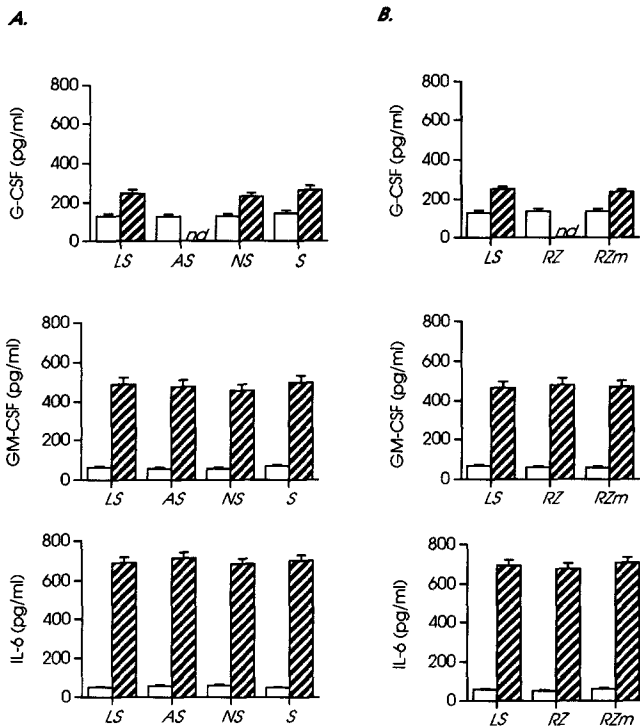 A.
B.
G-CSF (pg/ml)
800
600
400
200
0
nd
LS AS NS S
G-CSF (pg/ml)
800
600
400
200
0
nd
LS RZ RZm
GM-CSF (pg/ml)
800
600
400
200
0
LS AS NS S
GM-CSF (pg/ml)
800
600
400
200
0
LS RZ RZm
IL-6 (pg/ml)
800
600
400
200
0
LS AS NS S
IL-6 (pg/ml)
800
600
400
200
0
LS RZ RZm